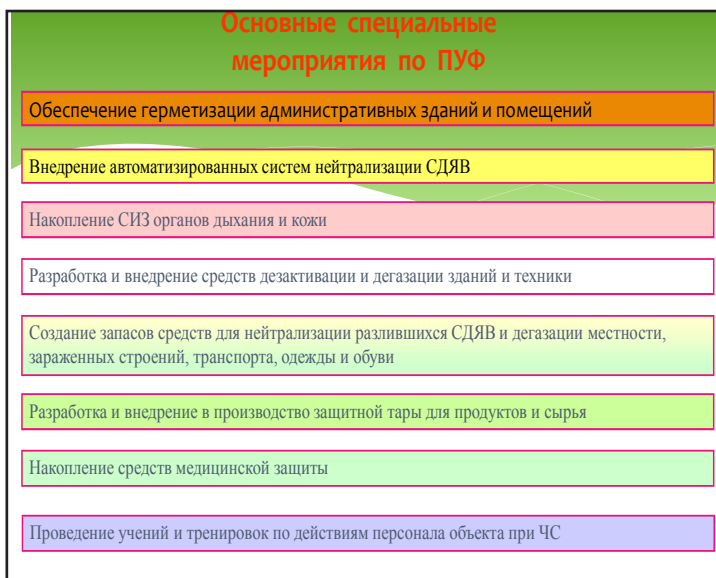 Основные специальные
мероприятия по ПУФ
Обеспечение герметизации административных зданий и помещений
Внедрение автоматизированных систем нейтрализации СДЯВ
Накопление СИЗ органов дыхания и кожи
Разработка и внедрение средств дезактивации и дегазации зданий и техники
Создание запасов средств для нейтрализации разлившихся СДЯВ и дегазации местности,
зараженных строений, транспорта, одежды и обуви
Разработка и внедрение в производство защитной тары для продуктов и сырья
Накопление средств медицинской защиты
Проведение учений и тренировок по действиям персонала объекта при ЧС